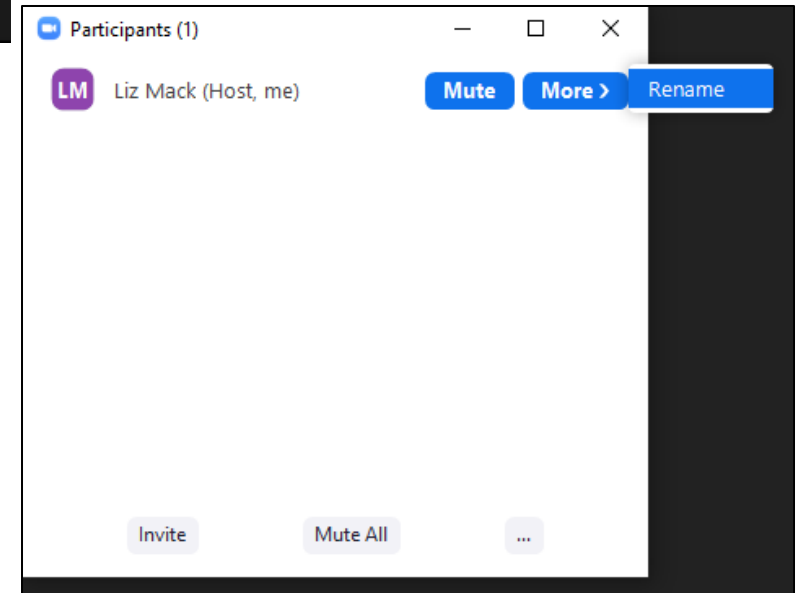 Participants (1)
LM Liz Mack (Host, me) Mute More > Rename
Invite Mute All ...